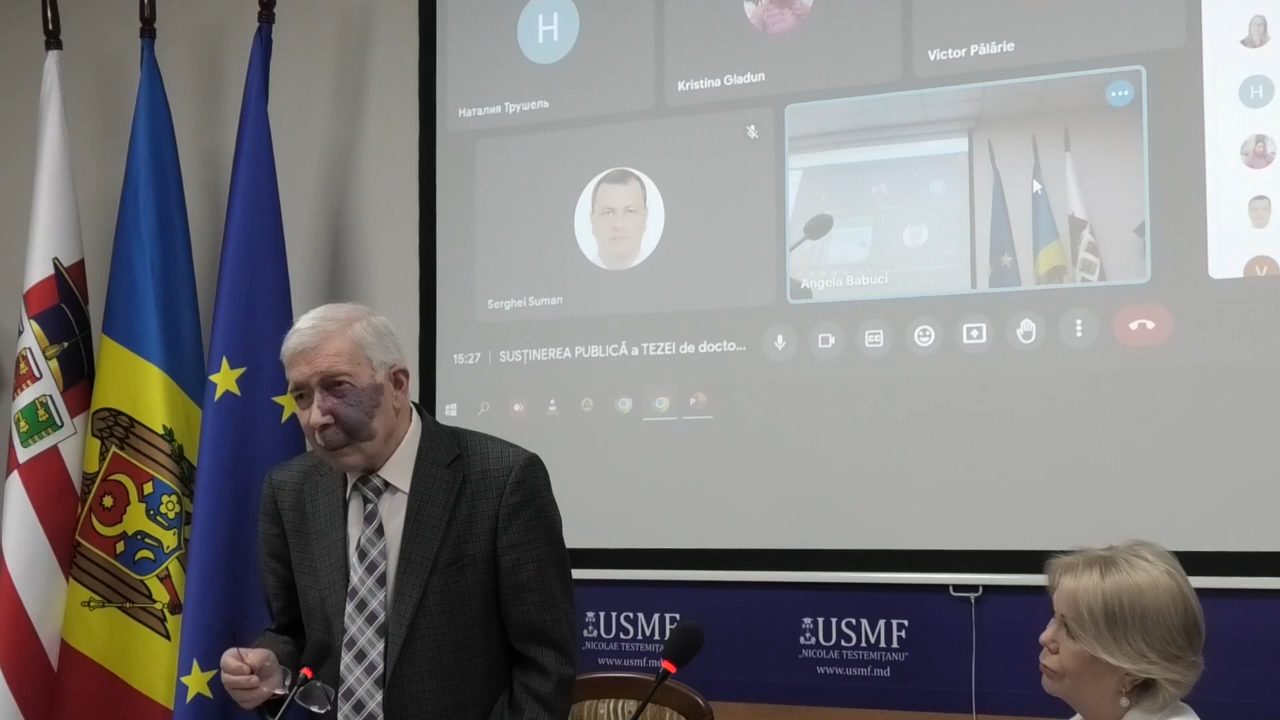 H
Наталия Трушель
Kristina Gladun
Victor Pălărie
H
Serghei Suman
Angela Babuci
V
15:27 | SUSȚINEREA PUBLICĂ a TEZEI de docto...
CC
USMF
"NICOLAE TESTEMIȚANU"
www.usmf.md
USMF
„NICOLAE TESTEMIȚANU"
www.usmf.md